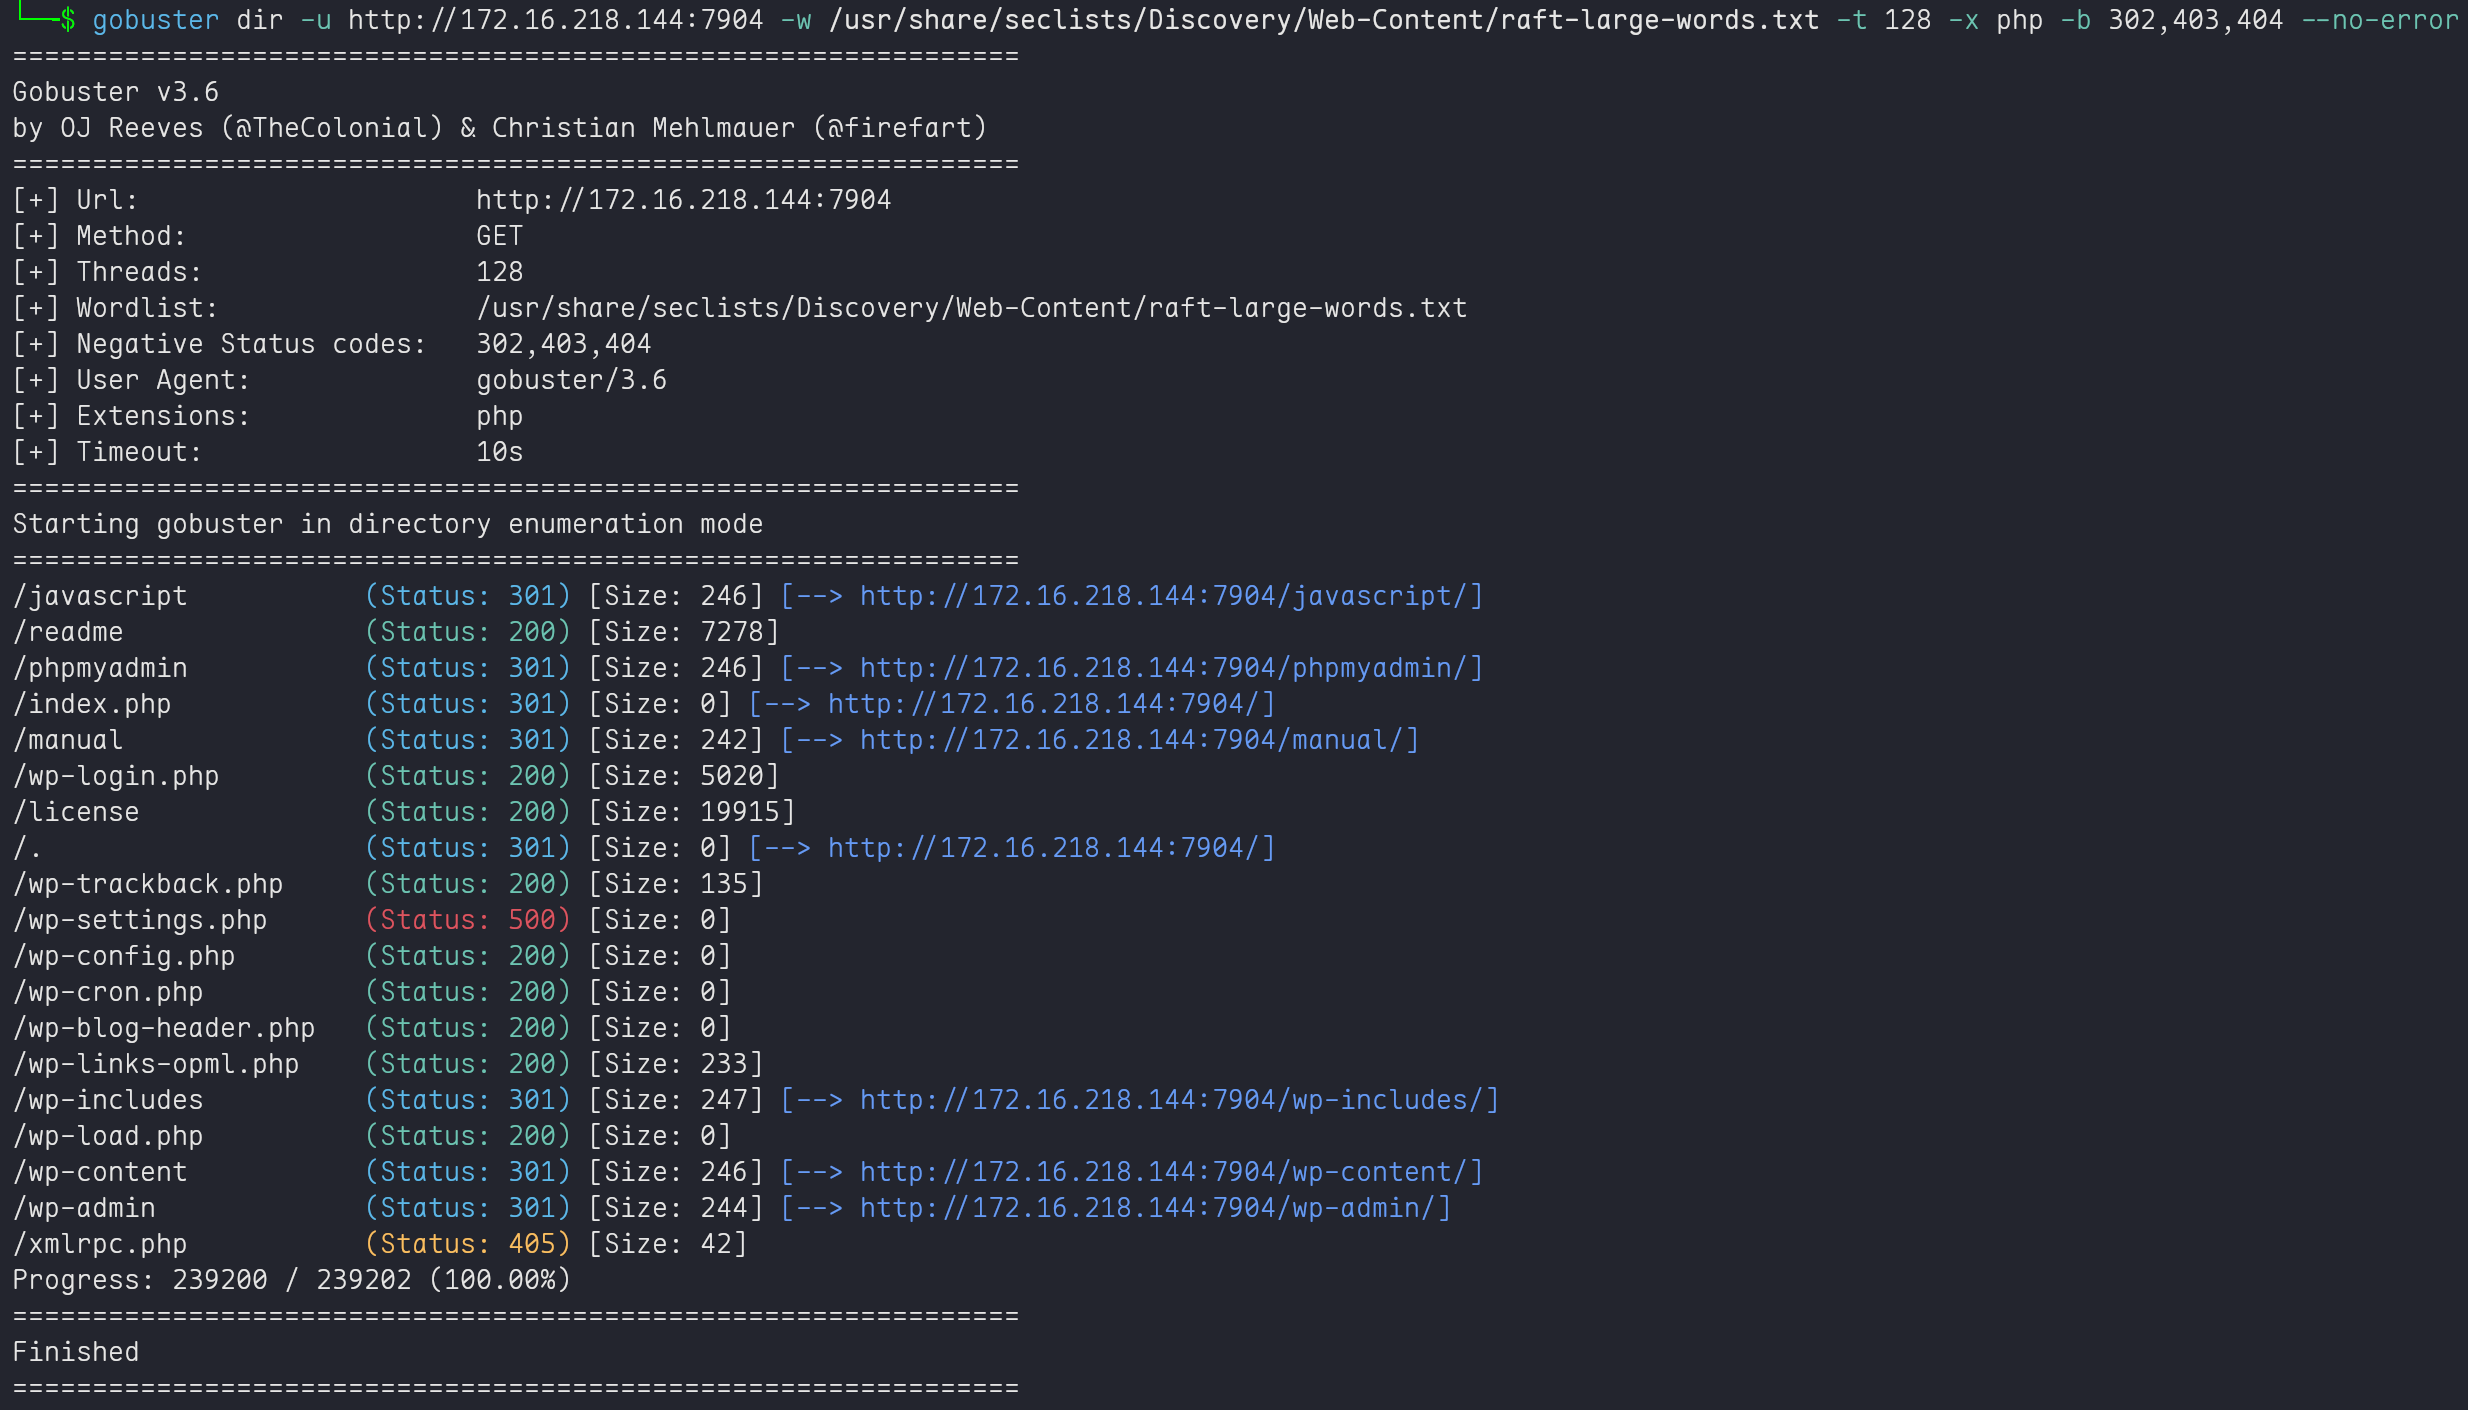 └─$ gobuster dir -u http://172.16.218.144:7904 -w /usr/share/seclists/Discovery/Web-Content/raft-large-words.txt -t 128 -x php -b 302,403,404 --no-error
===============================================================
Gobuster v3.6
by OJ Reeves (@TheColonial) & Christian Mehlmauer (@firefart)
===============================================================
[+] Url:                     http://172.16.218.144:7904
[+] Method:                  GET
[+] Threads:                 128
[+] Wordlist:                /usr/share/seclists/Discovery/Web-Content/raft-large-words.txt
[+] Negative Status codes:   302,403,404
[+] User Agent:              gobuster/3.6
[+] Extensions:              php
[+] Timeout:                 10s
===============================================================
Starting gobuster in directory enumeration mode
===============================================================
/javascript           (Status: 301) [Size: 246] [--> http://172.16.218.144:7904/javascript/]
/readme               (Status: 200) [Size: 7278]
/phpmyadmin           (Status: 301) [Size: 246] [--> http://172.16.218.144:7904/phpmyadmin/]
/index.php            (Status: 301) [Size: 0] [--> http://172.16.218.144:7904/]
/manual               (Status: 301) [Size: 242] [--> http://172.16.218.144:7904/manual/]
/wp-login.php         (Status: 200) [Size: 5020]
/license              (Status: 200) [Size: 19915]
/.                    (Status: 301) [Size: 0] [--> http://172.16.218.144:7904/]
/wp-trackback.php     (Status: 200) [Size: 135]
/wp-settings.php      (Status: 500) [Size: 0]
/wp-config.php        (Status: 200) [Size: 0]
/wp-cron.php          (Status: 200) [Size: 0]
/wp-blog-header.php   (Status: 200) [Size: 0]
/wp-links-opml.php    (Status: 200) [Size: 233]
/wp-includes          (Status: 301) [Size: 247] [--> http://172.16.218.144:7904/wp-includes/]
/wp-load.php          (Status: 200) [Size: 0]
/wp-content           (Status: 301) [Size: 246] [--> http://172.16.218.144:7904/wp-content/]
/wp-admin             (Status: 301) [Size: 244] [--> http://172.16.218.144:7904/wp-admin/]
/xmlrpc.php           (Status: 405) [Size: 42]
Progress: 239200 / 239202 (100.00%)
===============================================================
Finished
===============================================================